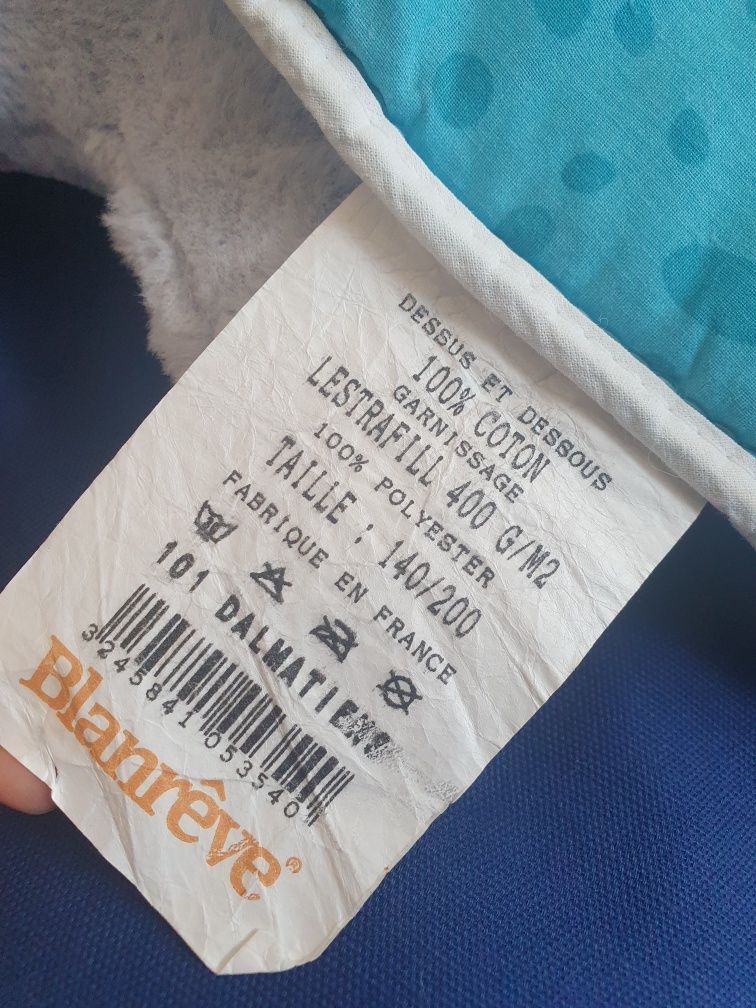 DESSUS ET DESSOUS
100% COTON
GARNISSAGE
LESTRAFILL 400 G/M2
100% POLYESTER
TAILLE : 140/200
FABRIQUE EN FRANCE
30
101 DALMATIENS
3245841053540
Blanrêve®